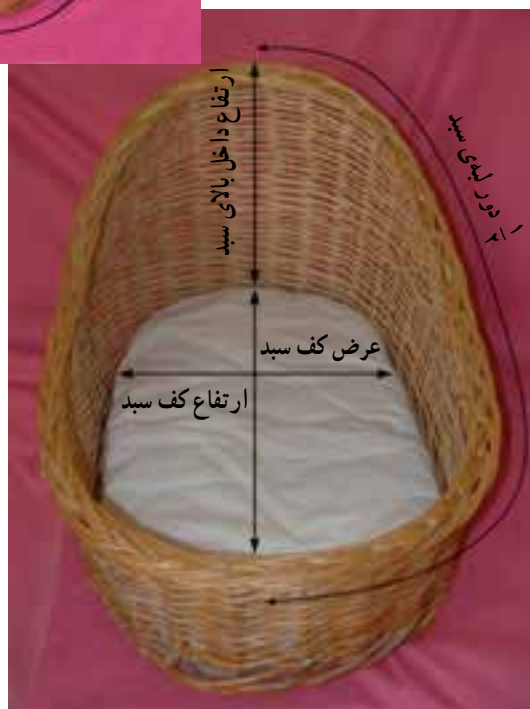 ارتفاع داخل بالای سبد
۱/۲ دور لبه‌ی سبد
عرض کف سبد
ارتفاع کف سبد